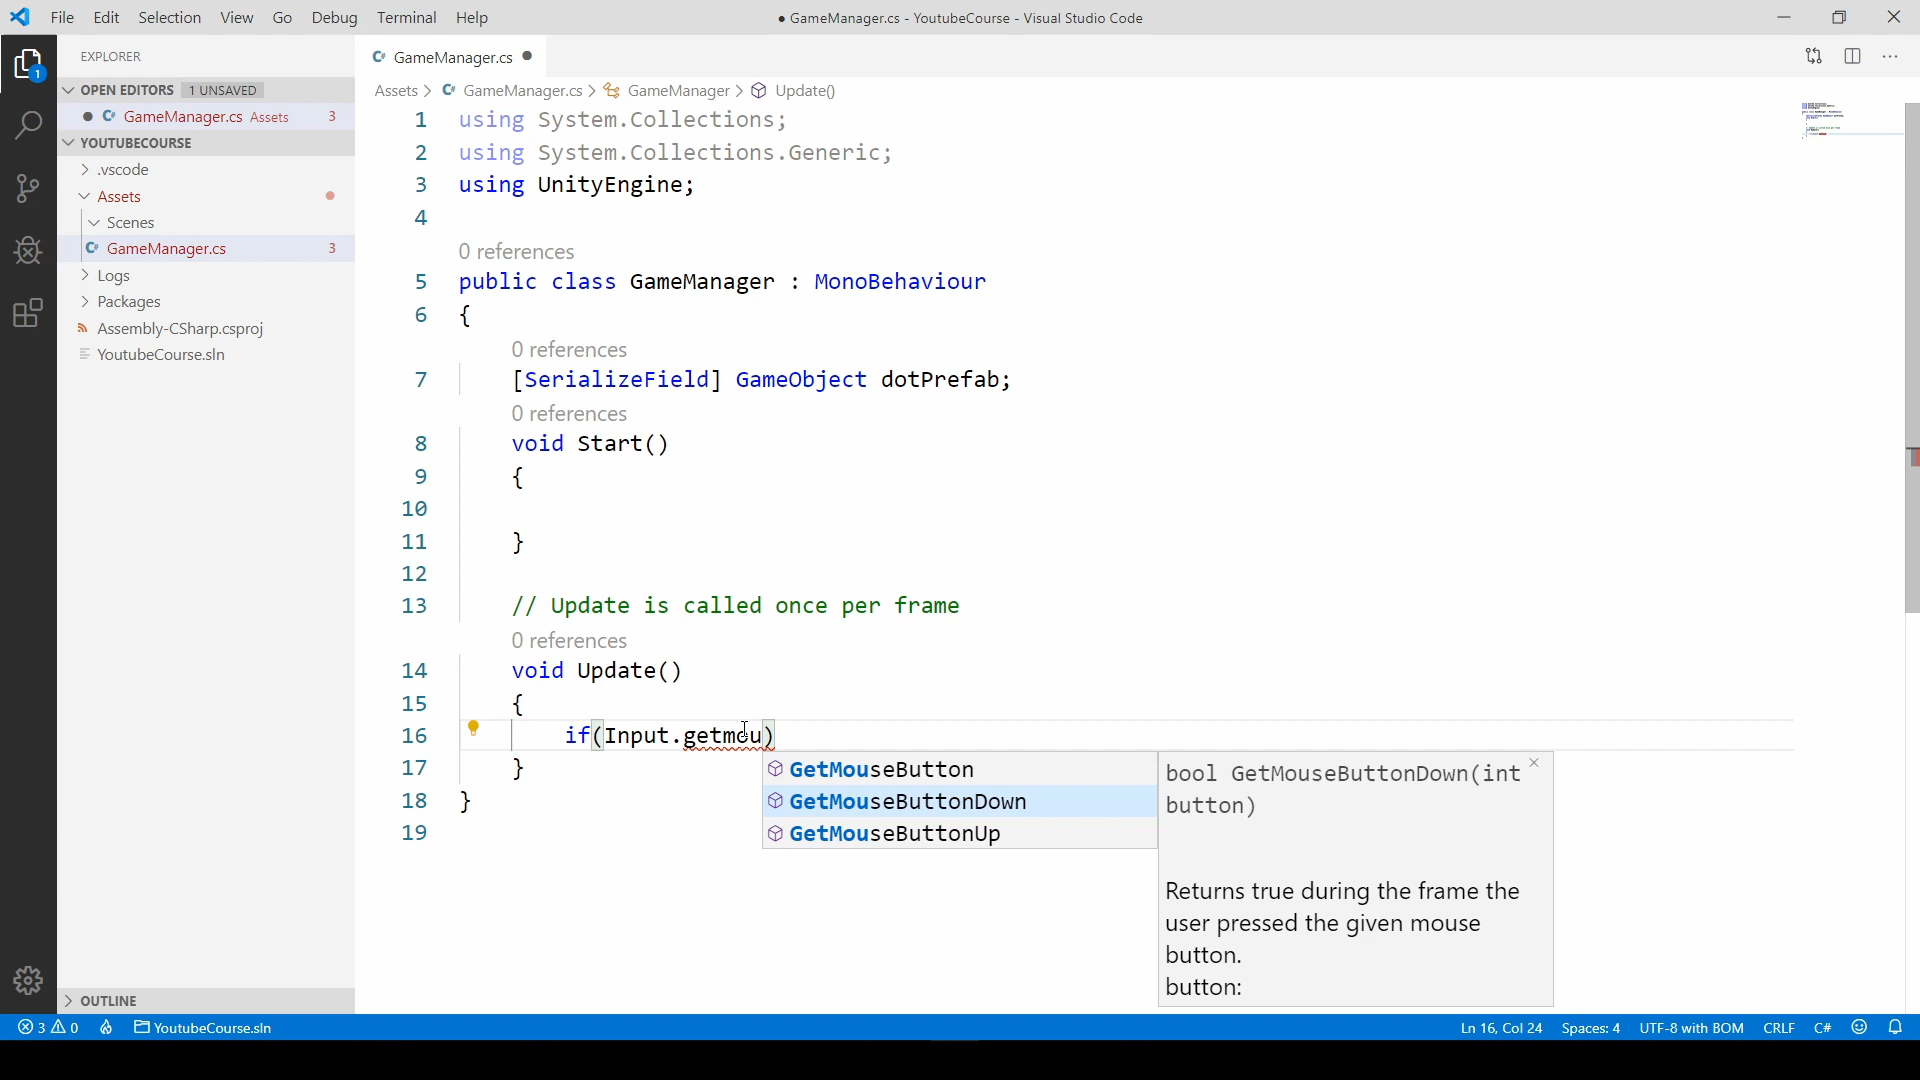 File Edit Selection View Go Debug Terminal Help
● GameManager.cs - YoutubeCourse - Visual Studio Code
EXPLORER
GameManager.cs
OPEN EDITORS 1 UNSAVED
Assets > GameManager.cs > GameManager > Update()
GameManager.cs Assets 3
YOUTUBECOURSE
.vscode
Assets
Scenes
GameManager.cs 3
Logs
Packages
Assembly-CSharp.csproj
YoutubeCourse.sln
OUTLINE
1
1 using System.Collections;
2 using System.Collections.Generic;
3 using UnityEngine;
4
0 references
5 public class GameManager : MonoBehaviour
6 {
0 references
7 [SerializeField] GameObject dotPrefab;
0 references
8 void Start()
9 {
10
11 }
12
13 // Update is called once per frame
0 references
14 void Update()
15 {
16 if(Input.getmou)
17 }
18 }
19
GetMouseButton
GetMouseButtonDown
GetMouseButtonUp
bool GetMouseButtonDown(int
button)
Returns true during the frame the
user pressed the given mouse
button.
button:
3 0 YoutubeCourse.sln
Ln 16, Col 24 Spaces: 4 UTF-8 with BOM CRLF C#